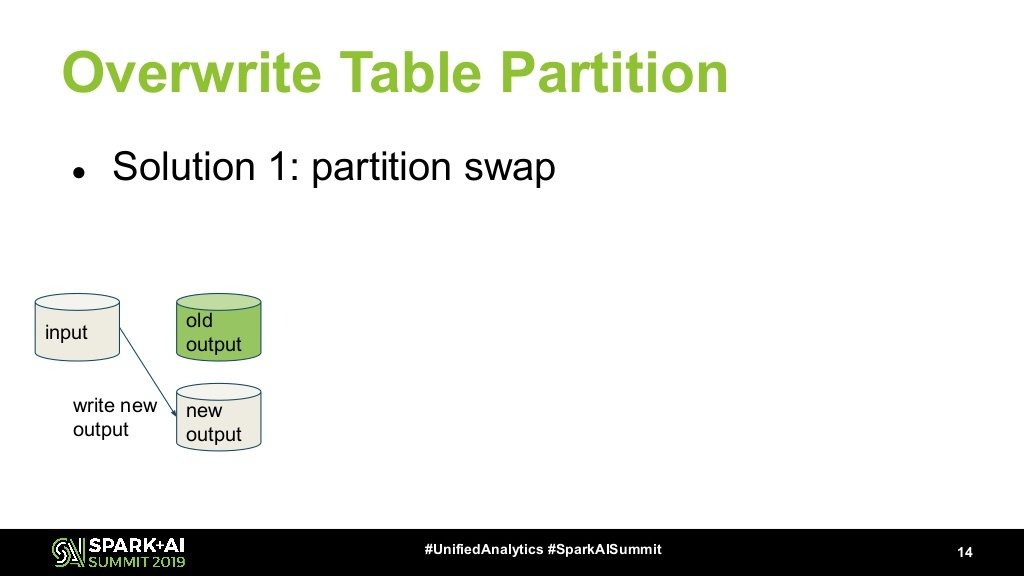 Overwrite Table Partition
● Solution 1: partition swap
input
old
output
write new
output
new
output
SPARK+AI
SUMMIT 2019
#UnifiedAnalytics #SparkAISummit
14